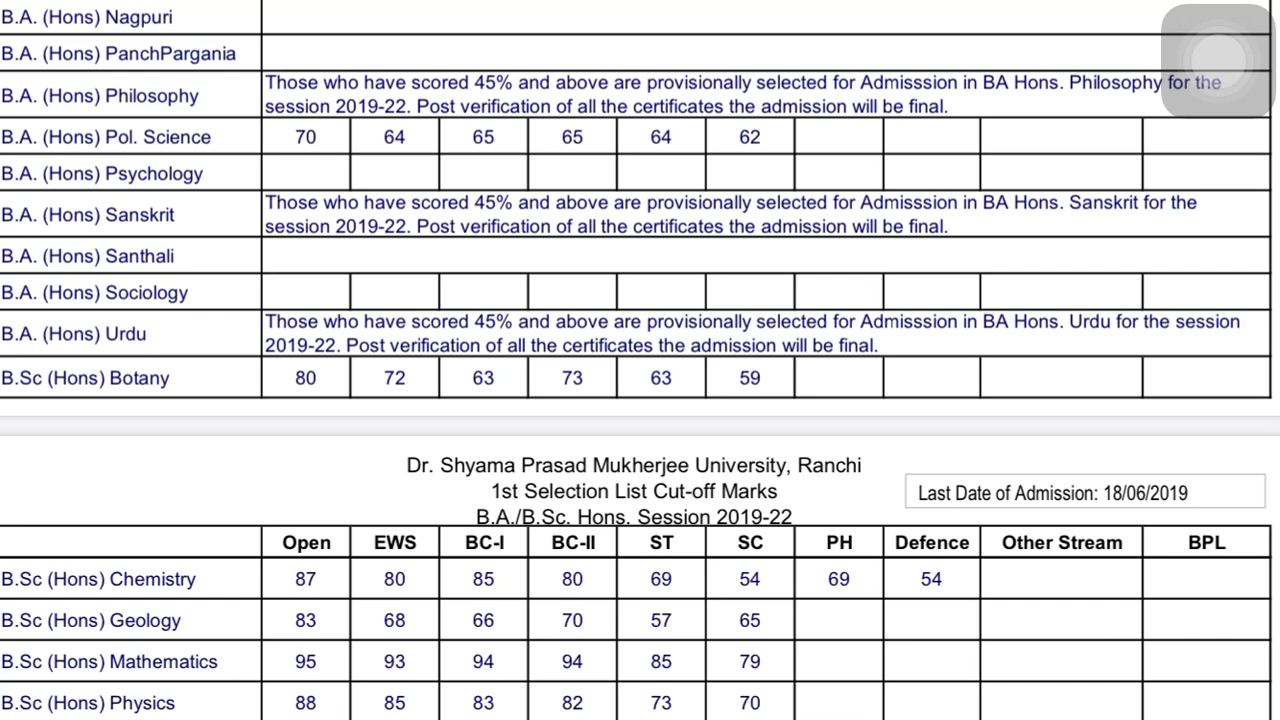 B.A. (Hons) Nagpuri
B.A. (Hons) PanchPargania
B.A. (Hons) Philosophy Those who have scored 45% and above are provisionally selected for Admisssion in BA Hons. Philosophy for the
session 2019-22. Post verification of all the certificates the admission will be final.
B.A. (Hons) Pol. Science 70 64 65 65 64 62
B.A. (Hons) Psychology
B.A. (Hons) Sanskrit Those who have scored 45% and above are provisionally selected for Admisssion in BA Hons. Sanskrit for the
session 2019-22. Post verification of all the certificates the admission will be final.
B.A. (Hons) Santhali
B.A. (Hons) Sociology
B.A. (Hons) Urdu Those who have scored 45% and above are provisionally selected for Admisssion in BA Hons. Urdu for the session
2019-22. Post verification of all the certificates the admission will be final.
B.Sc (Hons) Botany 80 72 63 73 63 59
Dr. Shyama Prasad Mukherjee University, Ranchi
1st Selection List Cut-off Marks
Last Date of Admission: 18/06/2019
B.A./B.Sc. Hons. Session 2019-22
Open EWS BC-I BC-II ST SC PH Defence Other Stream BPL
B.Sc (Hons) Chemistry 87 80 85 80 69 54 69 54
B.Sc (Hons) Geology 83 68 66 70 57 65
B.Sc (Hons) Mathematics 95 93 94 94 85 79
B.Sc (Hons) Physics 88 85 83 82 73 70